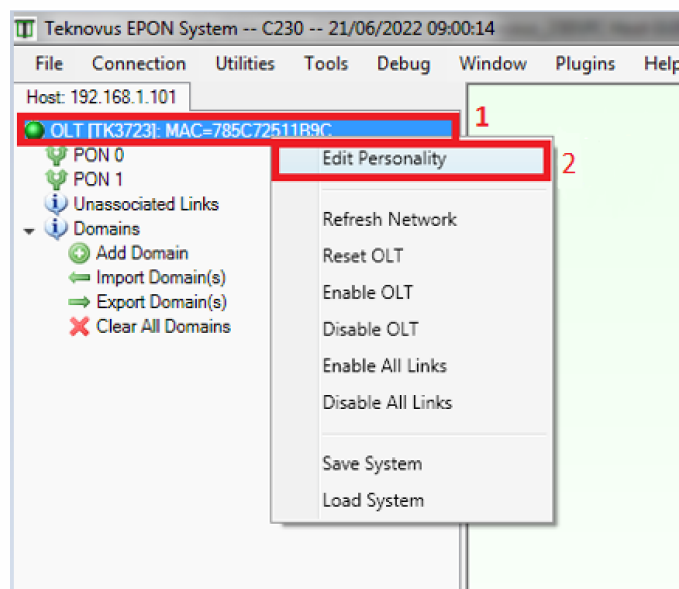 Teknovus EPON System -- C230 -- 21/06/2022 09:00:14
File Connection Utilities Tools Debug Window Plugins Help
Host: 192.168.1.101
OLT [TK3723]: MAC=785C72511B9C
1
PON 0
PON 1
Unassociated Links
Domains
Add Domain
Import Domain(s)
Export Domain(s)
Clear All Domains
Edit Personality
2
Refresh Network
Reset OLT
Enable OLT
Disable OLT
Enable All Links
Disable All Links
Save System
Load System